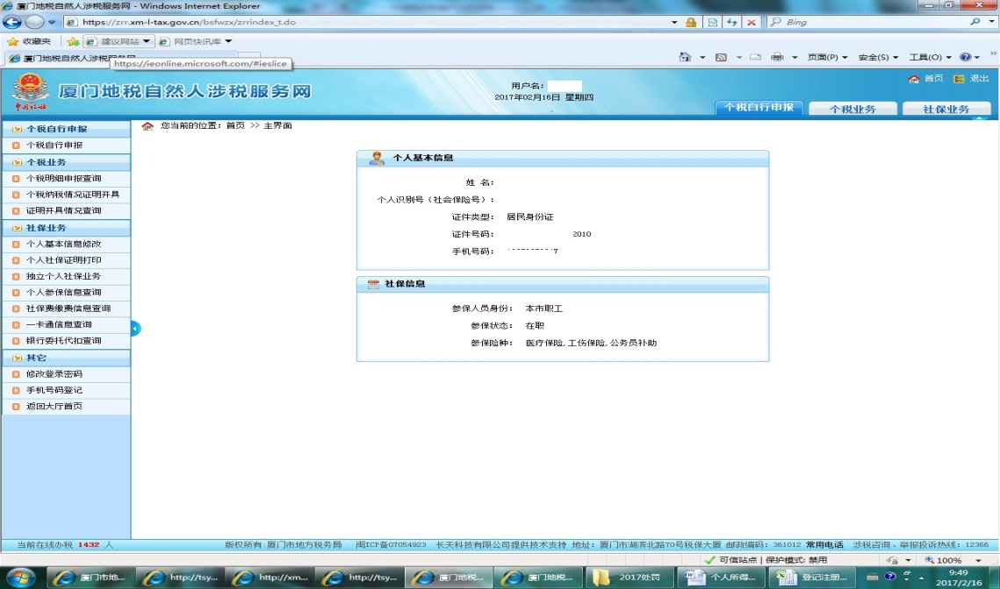 厦门地税自然人涉税服务网 - Windows Internet Explorer
https://zrr.xm-l-tax.gov.cn/bsfwzx/zrrindex_t.do
Bing
收藏夹 建议网站 网页快讯库
厦门地税自然人涉税服务网
https://ieonline.microsoft.com/#ieslice
页面(P) 安全(S) 工具(O)
中国税务
厦门地税自然人涉税服务网
用户名:
2017年02月16日 星期四
首页 退出
个税自行申报 个税业务 社保业务
您当前的位置: 首页 >> 主界面
个税自行申报
个税自行申报
个税业务
个税明细申报查询
个税纳税情况证明开具
证明开具情况查询
社保业务
个人基本信息修改
个人社保证明打印
独立个人社保业务
个人参保信息查询
社保费缴费信息查询
一卡通信息查询
银行委托代扣查询
其它
修改登录密码
手机号码登记
返回大厅首页
个人基本信息
姓 名:
个人识别号(社会保险号):
证件类型: 居民身份证
证件号码: 2010
手机号码: 7
社保信息
参保人员身份: 本市职工
参保状态: 在职
参保险种: 医疗保险,工伤保险,公务员补助
当前在线办税 1432 人
版权所有:厦门市地方税务局 闽ICP备07054923 长天科技有限公司提供技术支持 地址: 厦门市湖滨北路70号税保大厦 邮政编码: 361012 常用电话 涉税咨询、举报投诉热线: 12366
可信站点 | 保护模式: 禁用
100%
厦门市地... http://tsy... http://xm... http://tsy... 厦门地税... 厦门地税... 2017处罚 个人所得... 登记注册...
9:49
2017/2/16